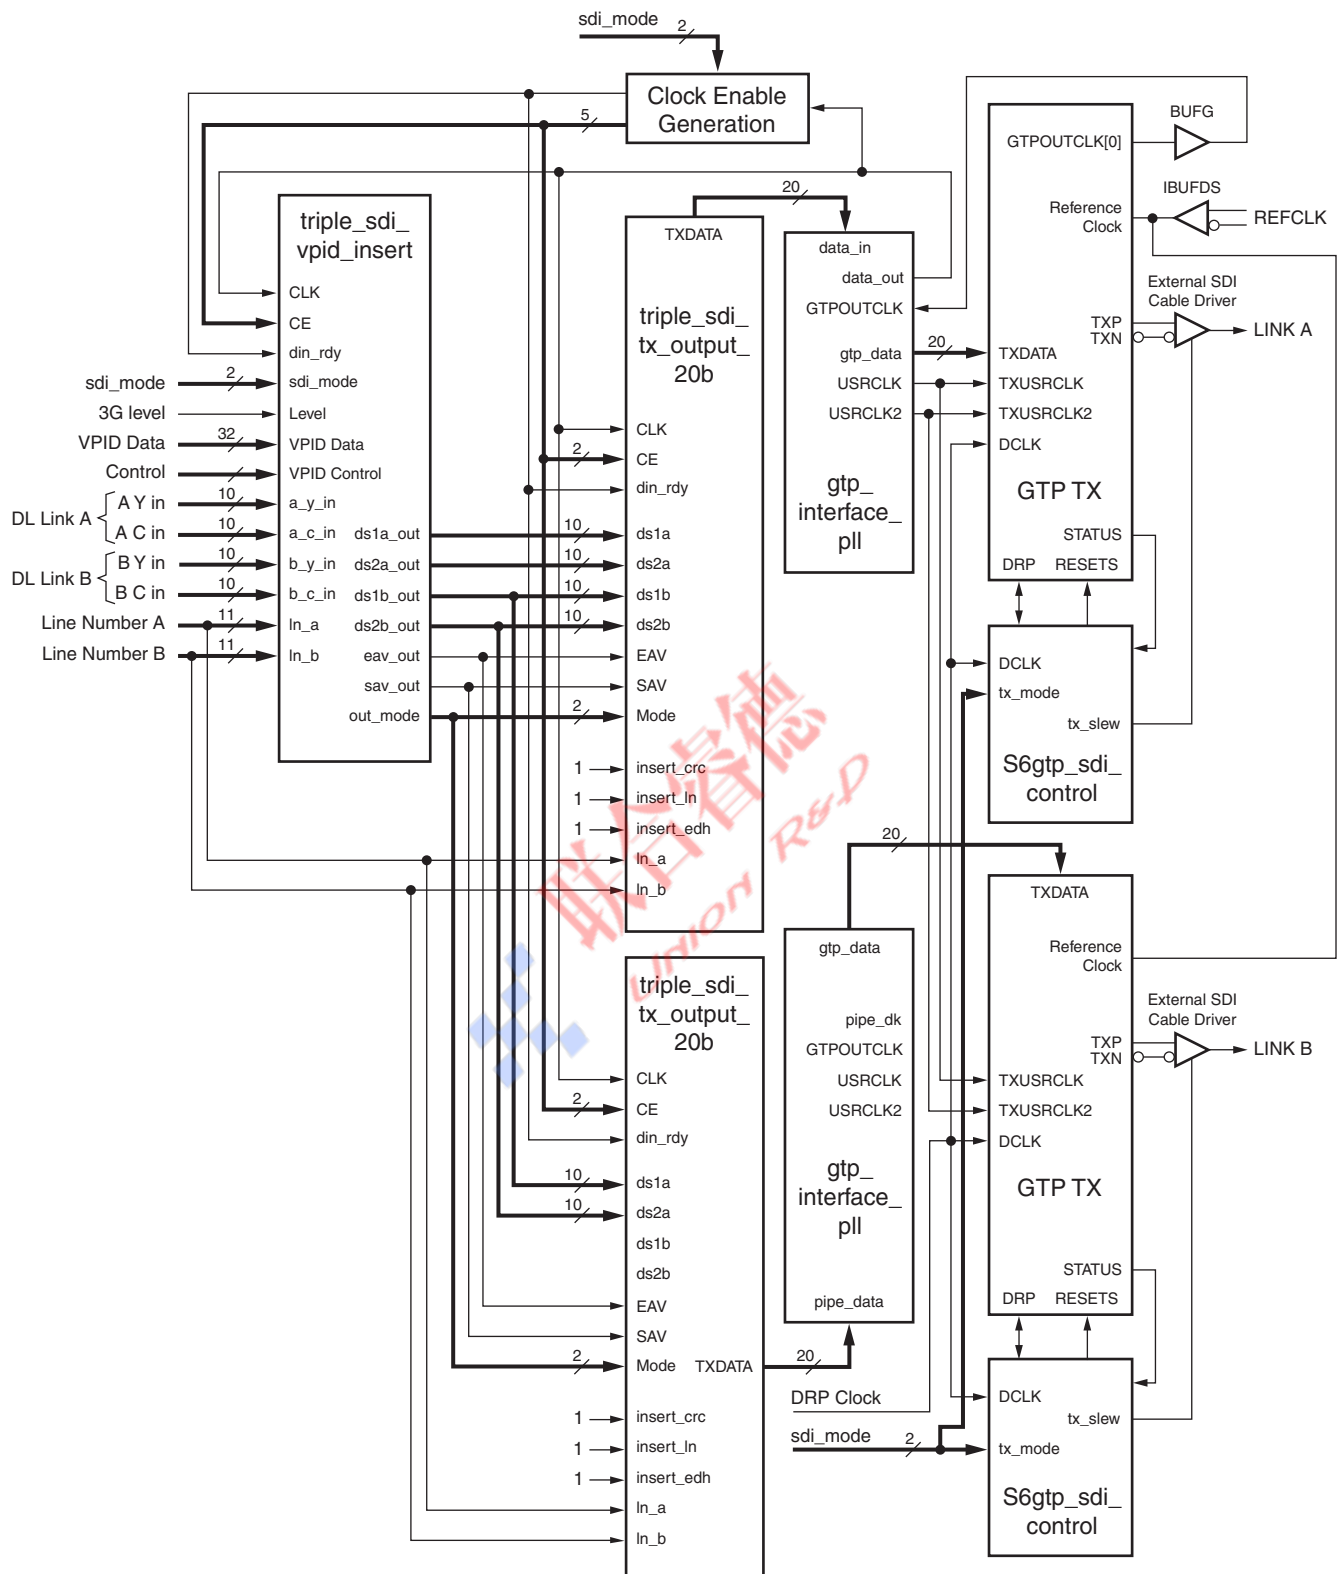 sdi_mode
2
Clock Enable
Generation
5
BUFG
GTPOUTCLK[0]
IBUFDS
REFCLK
Reference
Clock
External SDI
Cable Driver
TXP
TXN
LINK A
TXDATA
TXUSRCLK
TXUSRCLK2
DCLK
GTP TX
STATUS
DRP
RESETS
DCLK
tx_mode
tx_slew
S6gtp_sdi_
control
triple_sdi_
vpid_insert
CLK
CE
din_rdy
sdi_mode
2
sdi_mode
3G level
Level
VPID Data
32
VPID Data
Control
VPID Control
DL Link A
A Y in
10
a_y_in
A C in
10
a_c_in
DL Link B
B Y in
10
b_y_in
B C in
10
b_c_in
Line Number A
11
ln_a
Line Number B
11
ln_b
ds1a_out
ds2a_out
ds1b_out
ds2b_out
eav_out
sav_out
out_mode
TXDATA
20
triple_sdi_
tx_output_
20b
CLK
2
CE
din_rdy
10
ds1a
10
ds2a
10
ds1b
10
ds2b
EAV
SAV
2
Mode
1
insert_crc
1
insert_ln
1
insert_edh
ln_a
ln_b
data_in
data_out
GTPOUTCLK
gtp_data
20
USRCLK
USRCLK2
gtp_
interface_
pll
联合睿德
UNION R&D
triple_sdi_
tx_output_
20b
CLK
2
CE
din_rdy
10
ds1a
10
ds2a
ds1b
ds2b
EAV
SAV
2
Mode
TXDATA
20
1
insert_crc
1
insert_ln
1
insert_edh
ln_a
ln_b
20
gtp_data
pipe_dk
GTPOUTCLK
USRCLK
USRCLK2
gtp_
interface_
pll
pipe_data
DRP Clock
sdi_mode
2
TXDATA
Reference
Clock
External SDI
Cable Driver
TXP
TXN
LINK B
TXUSRCLK
TXUSRCLK2
DCLK
GTP TX
STATUS
DRP
RESETS
DCLK
tx_slew
tx_mode
S6gtp_sdi_
control